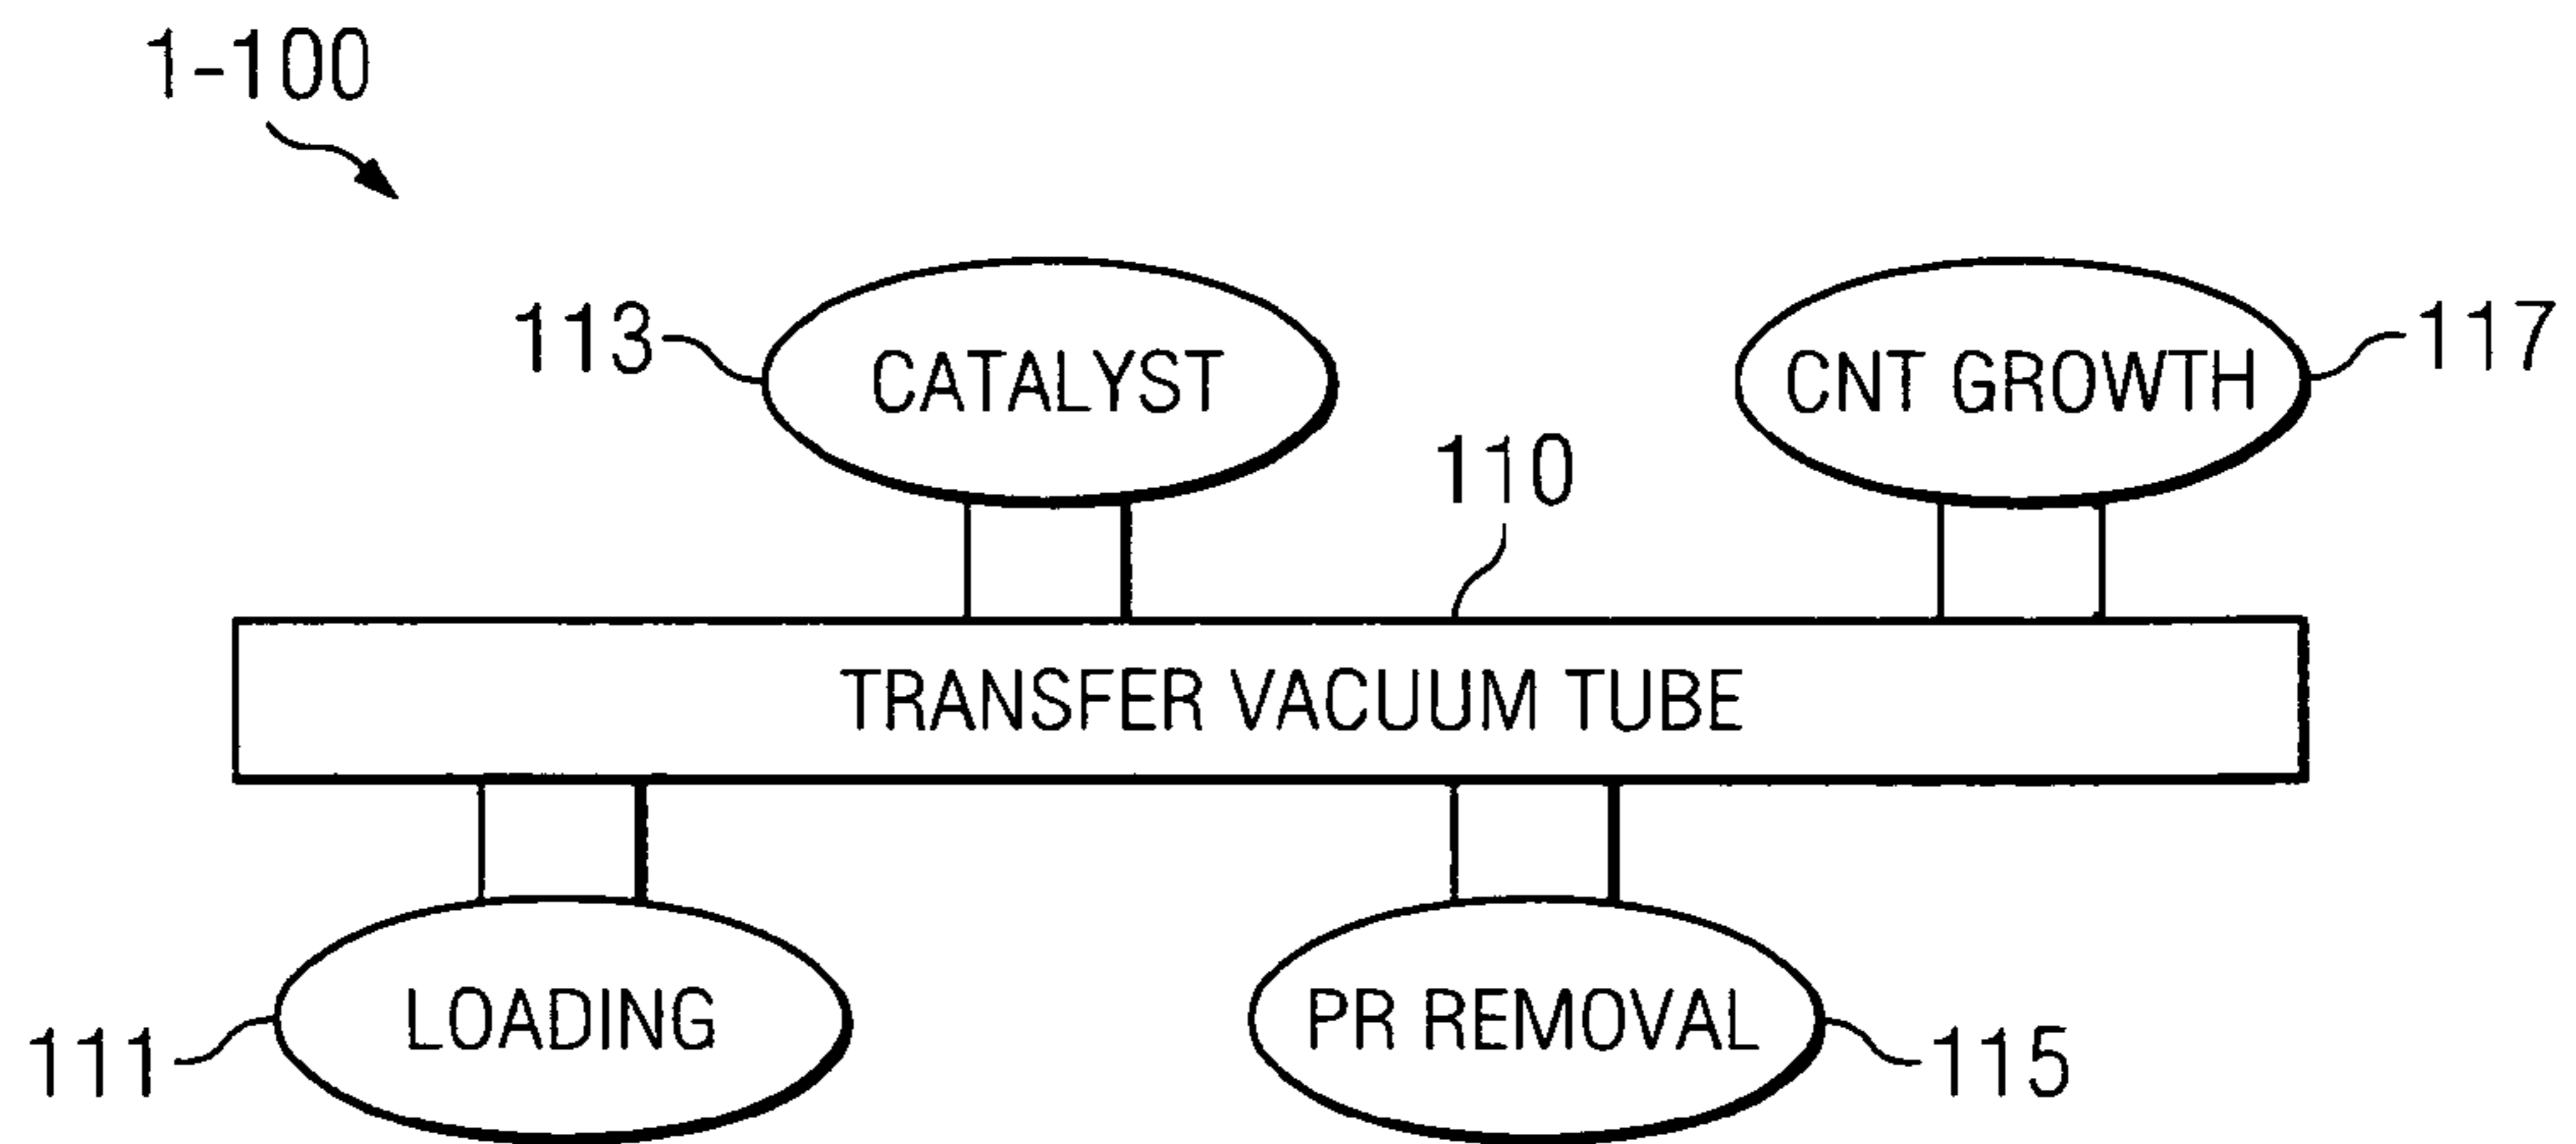 1-100
113
CATALYST
CNT GROWTH
117
110
TRANSFER VACUUM TUBE
111
LOADING
PR REMOVAL
115